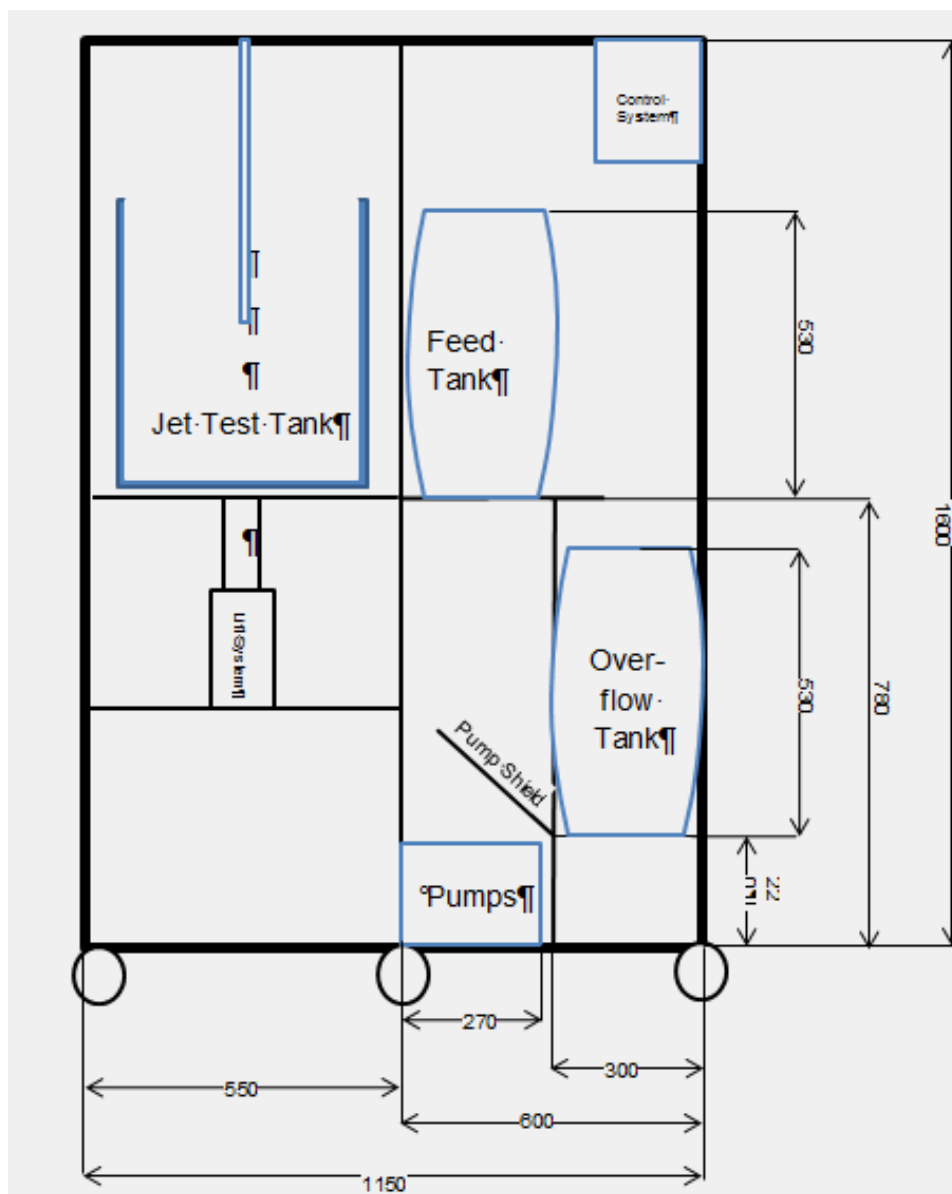 Control·
System¶
¶
¶
¶
Jet·Test·Tank¶
Feed·
Tank¶
530
1600
¶
Over-
flow·
Tank¶
530
780
Pump·Shield
°Pumps¶
22
270
300
550
600
1150